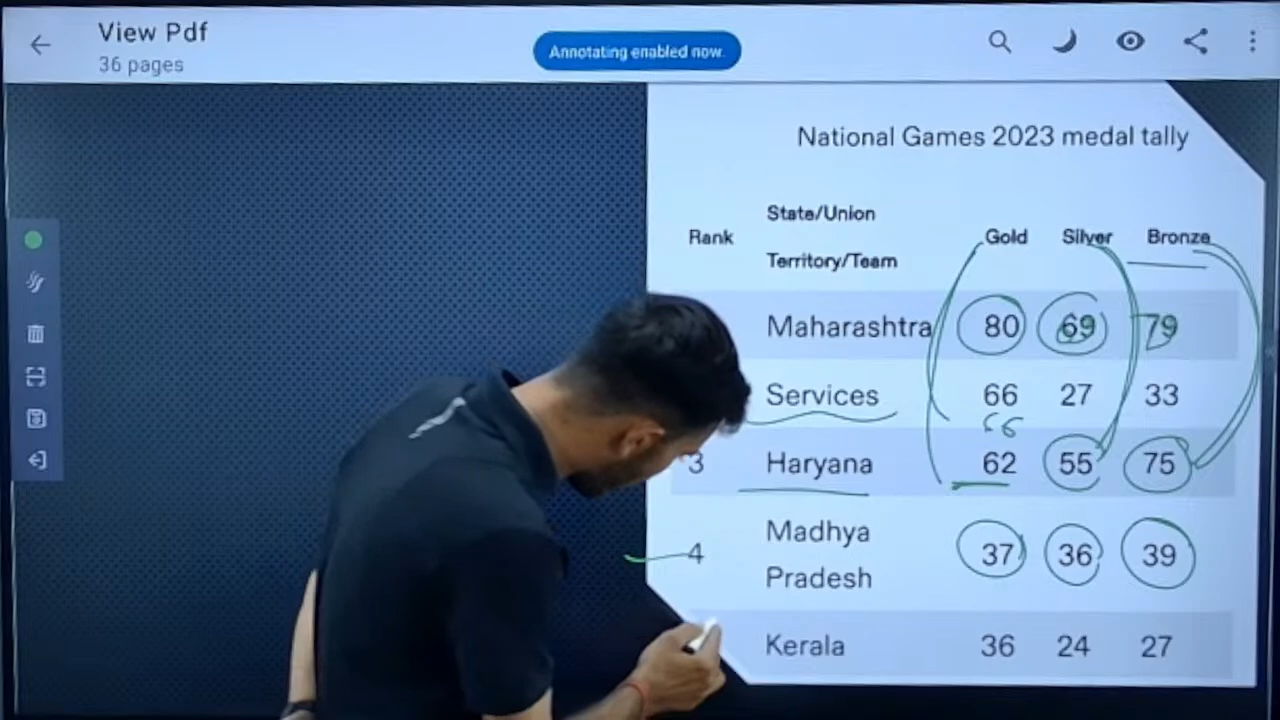 View Pdf
36 pages
Annotating enabled now.
National Games 2023 medal tally
Rank State/Union Territory/Team Gold Silver Bronze
Maharashtra 80 69 79
Services 66 27 33
66
3 Haryana 62 55 75
4 Madhya Pradesh 37 36 39
Kerala 36 24 27